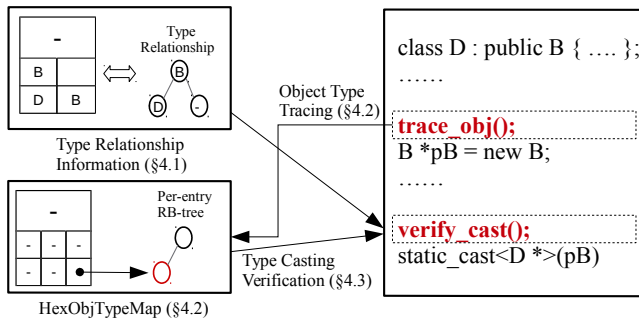 -
B
D B
Type
Relationship
B
D -
Type Relationship
Information (§4.1)
Object Type
Tracing (§4.2)
-
- - -
- -
Per-entry
RB-tree
HexObjTypeMap (§4.2)
Type Casting
Verification (§4.3)
class D : public B { .... };
......
trace_obj();
B *pB = new B;
......
verify_cast();
static_cast<D *>(pB)